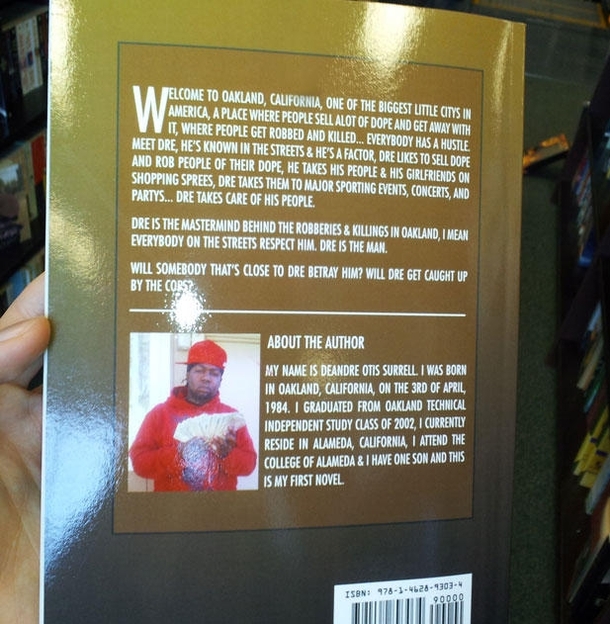 WELCOME TO OAKLAND, CALIFORNIA, ONE OF THE BIGGEST LITTLE CITYS IN
AMERICA, A PLACE WHERE PEOPLE SELL ALOT OF DOPE AND GET AWAY WITH
IT, WHERE PEOPLE GET ROBBED AND KILLED... EVERYBODY HAS A HUSTLE.
MEET DRE, HE'S KNOWN IN THE STREETS & HE'S A FACTOR, DRE LIKES TO SELL DOPE
AND ROB PEOPLE OF THEIR DOPE, HE TAKES HIS PEOPLE & HIS GIRLFRIENDS ON
SHOPPING SPREES, DRE TAKES THEM TO MAJOR SPORTING EVENTS, CONCERTS, AND
PARTYS... DRE TAKES CARE OF HIS PEOPLE.
DRE IS THE MASTERMIND BEHIND THE ROBBERIES & KILLINGS IN OAKLAND, I MEAN
EVERYBODY ON THE STREETS RESPECT HIM. DRE IS THE MAN.
WILL SOMEBODY THAT'S CLOSE TO DRE BETRAY HIM? WILL DRE GET CAUGHT UP
BY THE COPS?
ABOUT THE AUTHOR
MY NAME IS DEANDRE OTIS SURRELL. I WAS BORN
IN OAKLAND, CALIFORNIA, ON THE 3RD OF APRIL,
1984. I GRADUATED FROM OAKLAND TECHNICAL
INDEPENDENT STUDY CLASS OF 2002, I CURRENTLY
RESIDE IN ALAMEDA, CALIFORNIA, I ATTEND THE
COLLEGE OF ALAMEDA & I HAVE ONE SON AND THIS
IS MY FIRST NOVEL.
ISBN: 978-1-4628-9303-4
90000